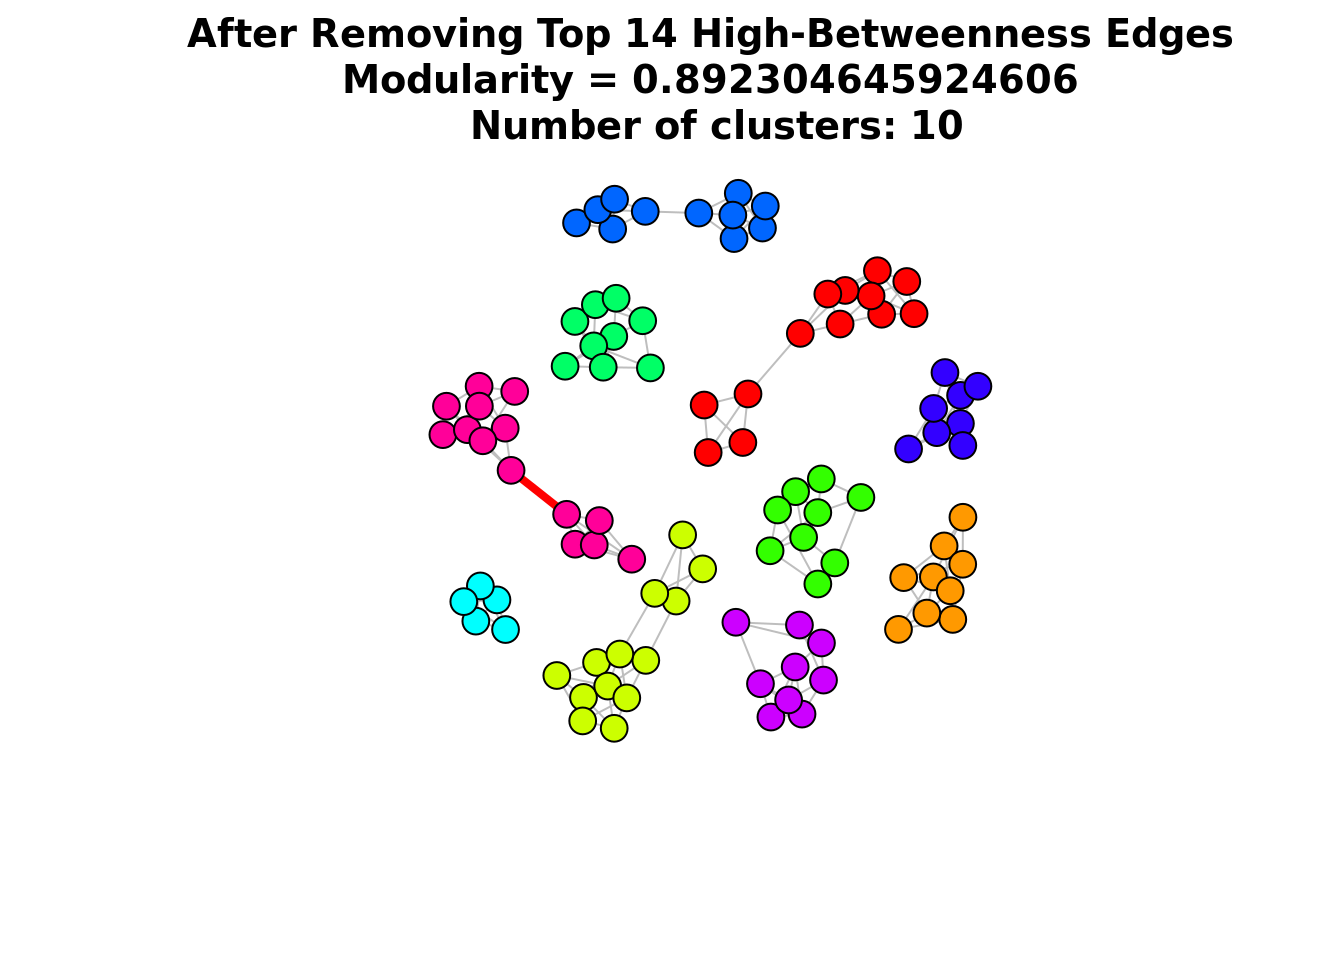 After Removing Top 14 High-Betweenness Edges
Modularity = 0.892304645924606
Number of clusters: 10